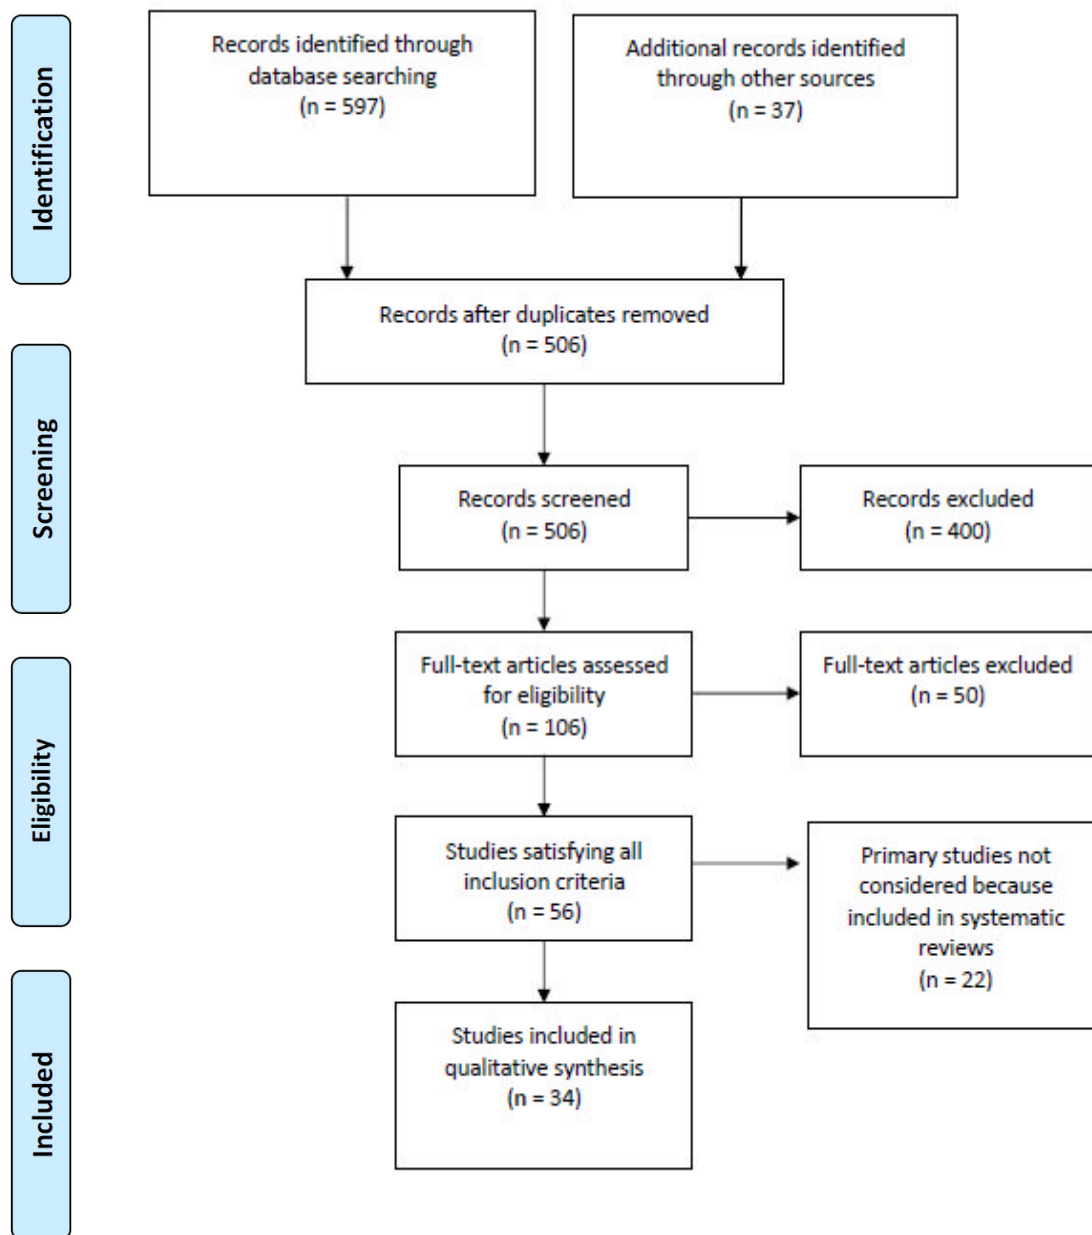 Identification
Records identified through
database searching
(n = 597)
Additional records identified
through other sources
(n = 37)
Records after duplicates removed
(n = 506)
Screening
Records screened
(n = 506)
Records excluded
(n = 400)
Eligibility
Full-text articles assessed
for eligibility
(n = 106)
Full-text articles excluded
(n = 50)
Studies satisfying all
inclusion criteria
(n = 56)
Primary studies not
considered because
included in systematic
reviews
(n = 22)
Included
Studies included in
qualitative synthesis
(n = 34)